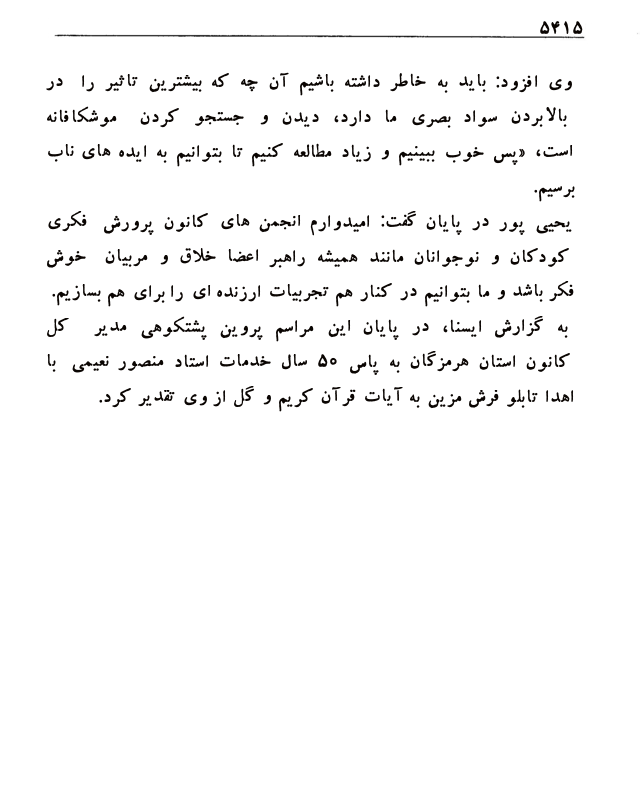 ۵۴۱۵
وی افزود: باید به خاطر داشته باشیم آن چه که بیشترین تاثیر را در
بالابردن سواد بصری ما دارد، دیدن و جستجو کردن موشکافانه
است، «پس خوب ببینیم و زیاد مطالعه کنیم تا بتوانیم به ایده های ناب
برسیم.
یحیی پور در پایان گفت: امیدوارم انجمن های کانون پرورش فکری
کودکان و نوجوانان مانند همیشه راهبر اعضا خلاق و مربیان خوش
فکر باشد و ما بتوانیم در کنار هم تجربیات ارزنده ای را برای هم بسازیم.
به گزارش ایسنا، در پایان این مراسم پروین پشتکوهی مدیر کل
کانون استان هرمزگان به پاس ۵۰ سال خدمات استاد منصور نعیمی با
اهدا تابلو فرش مزین به آیات قرآن کریم و گل از وی تقدیر کرد.